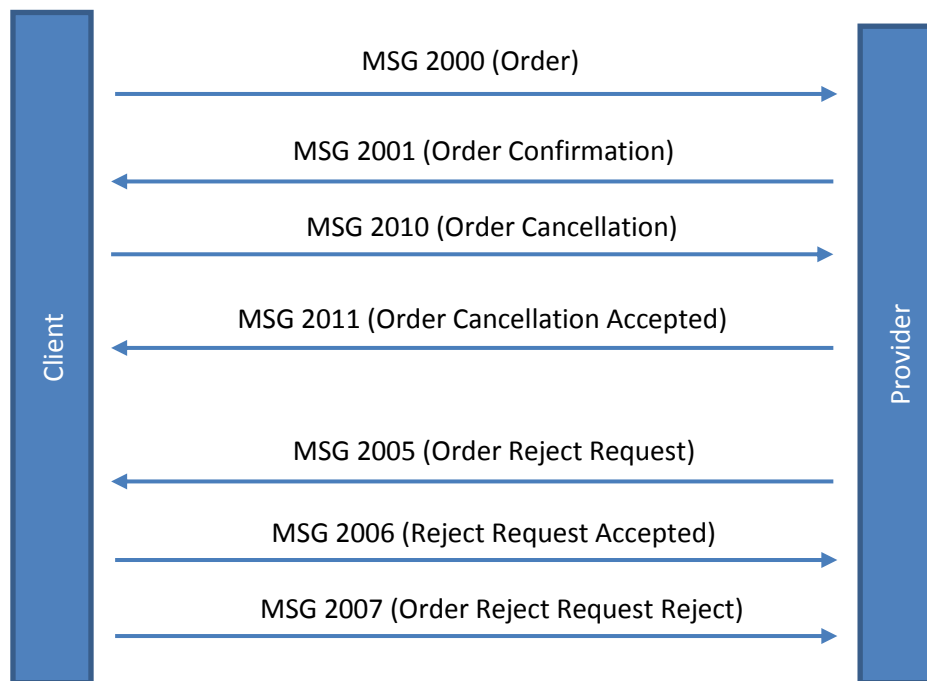 MSG 2000 (Order)
MSG 2001 (Order Confirmation)
MSG 2010 (Order Cancellation)
MSG 2011 (Order Cancellation Accepted)
Client
Provider
MSG 2005 (Order Reject Request)
MSG 2006 (Reject Request Accepted)
MSG 2007 (Order Reject Request Reject)